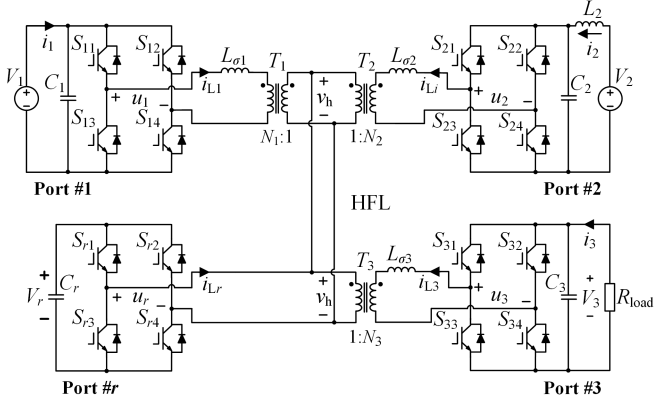 V1
i1
C1
S11
S12
S13
S14
+ u1 −
iL1
Lσ1
T1
N1:1
+ vh −
T2
1:N2
Lσ2
iLi
S21
S22
S23
S24
+ u2 −
C2
L2
i2
V2
Port #1
Port #2
HFL
+ Vr −
Cr
Sr1
Sr2
Sr3
Sr4
+ ur −
iLr
+ vh −
T3
1:N3
Lσ3
iL3
S31
S32
S33
S34
+ u3 −
C3
i3
+ V3 −
Rload
Port #r
Port #3